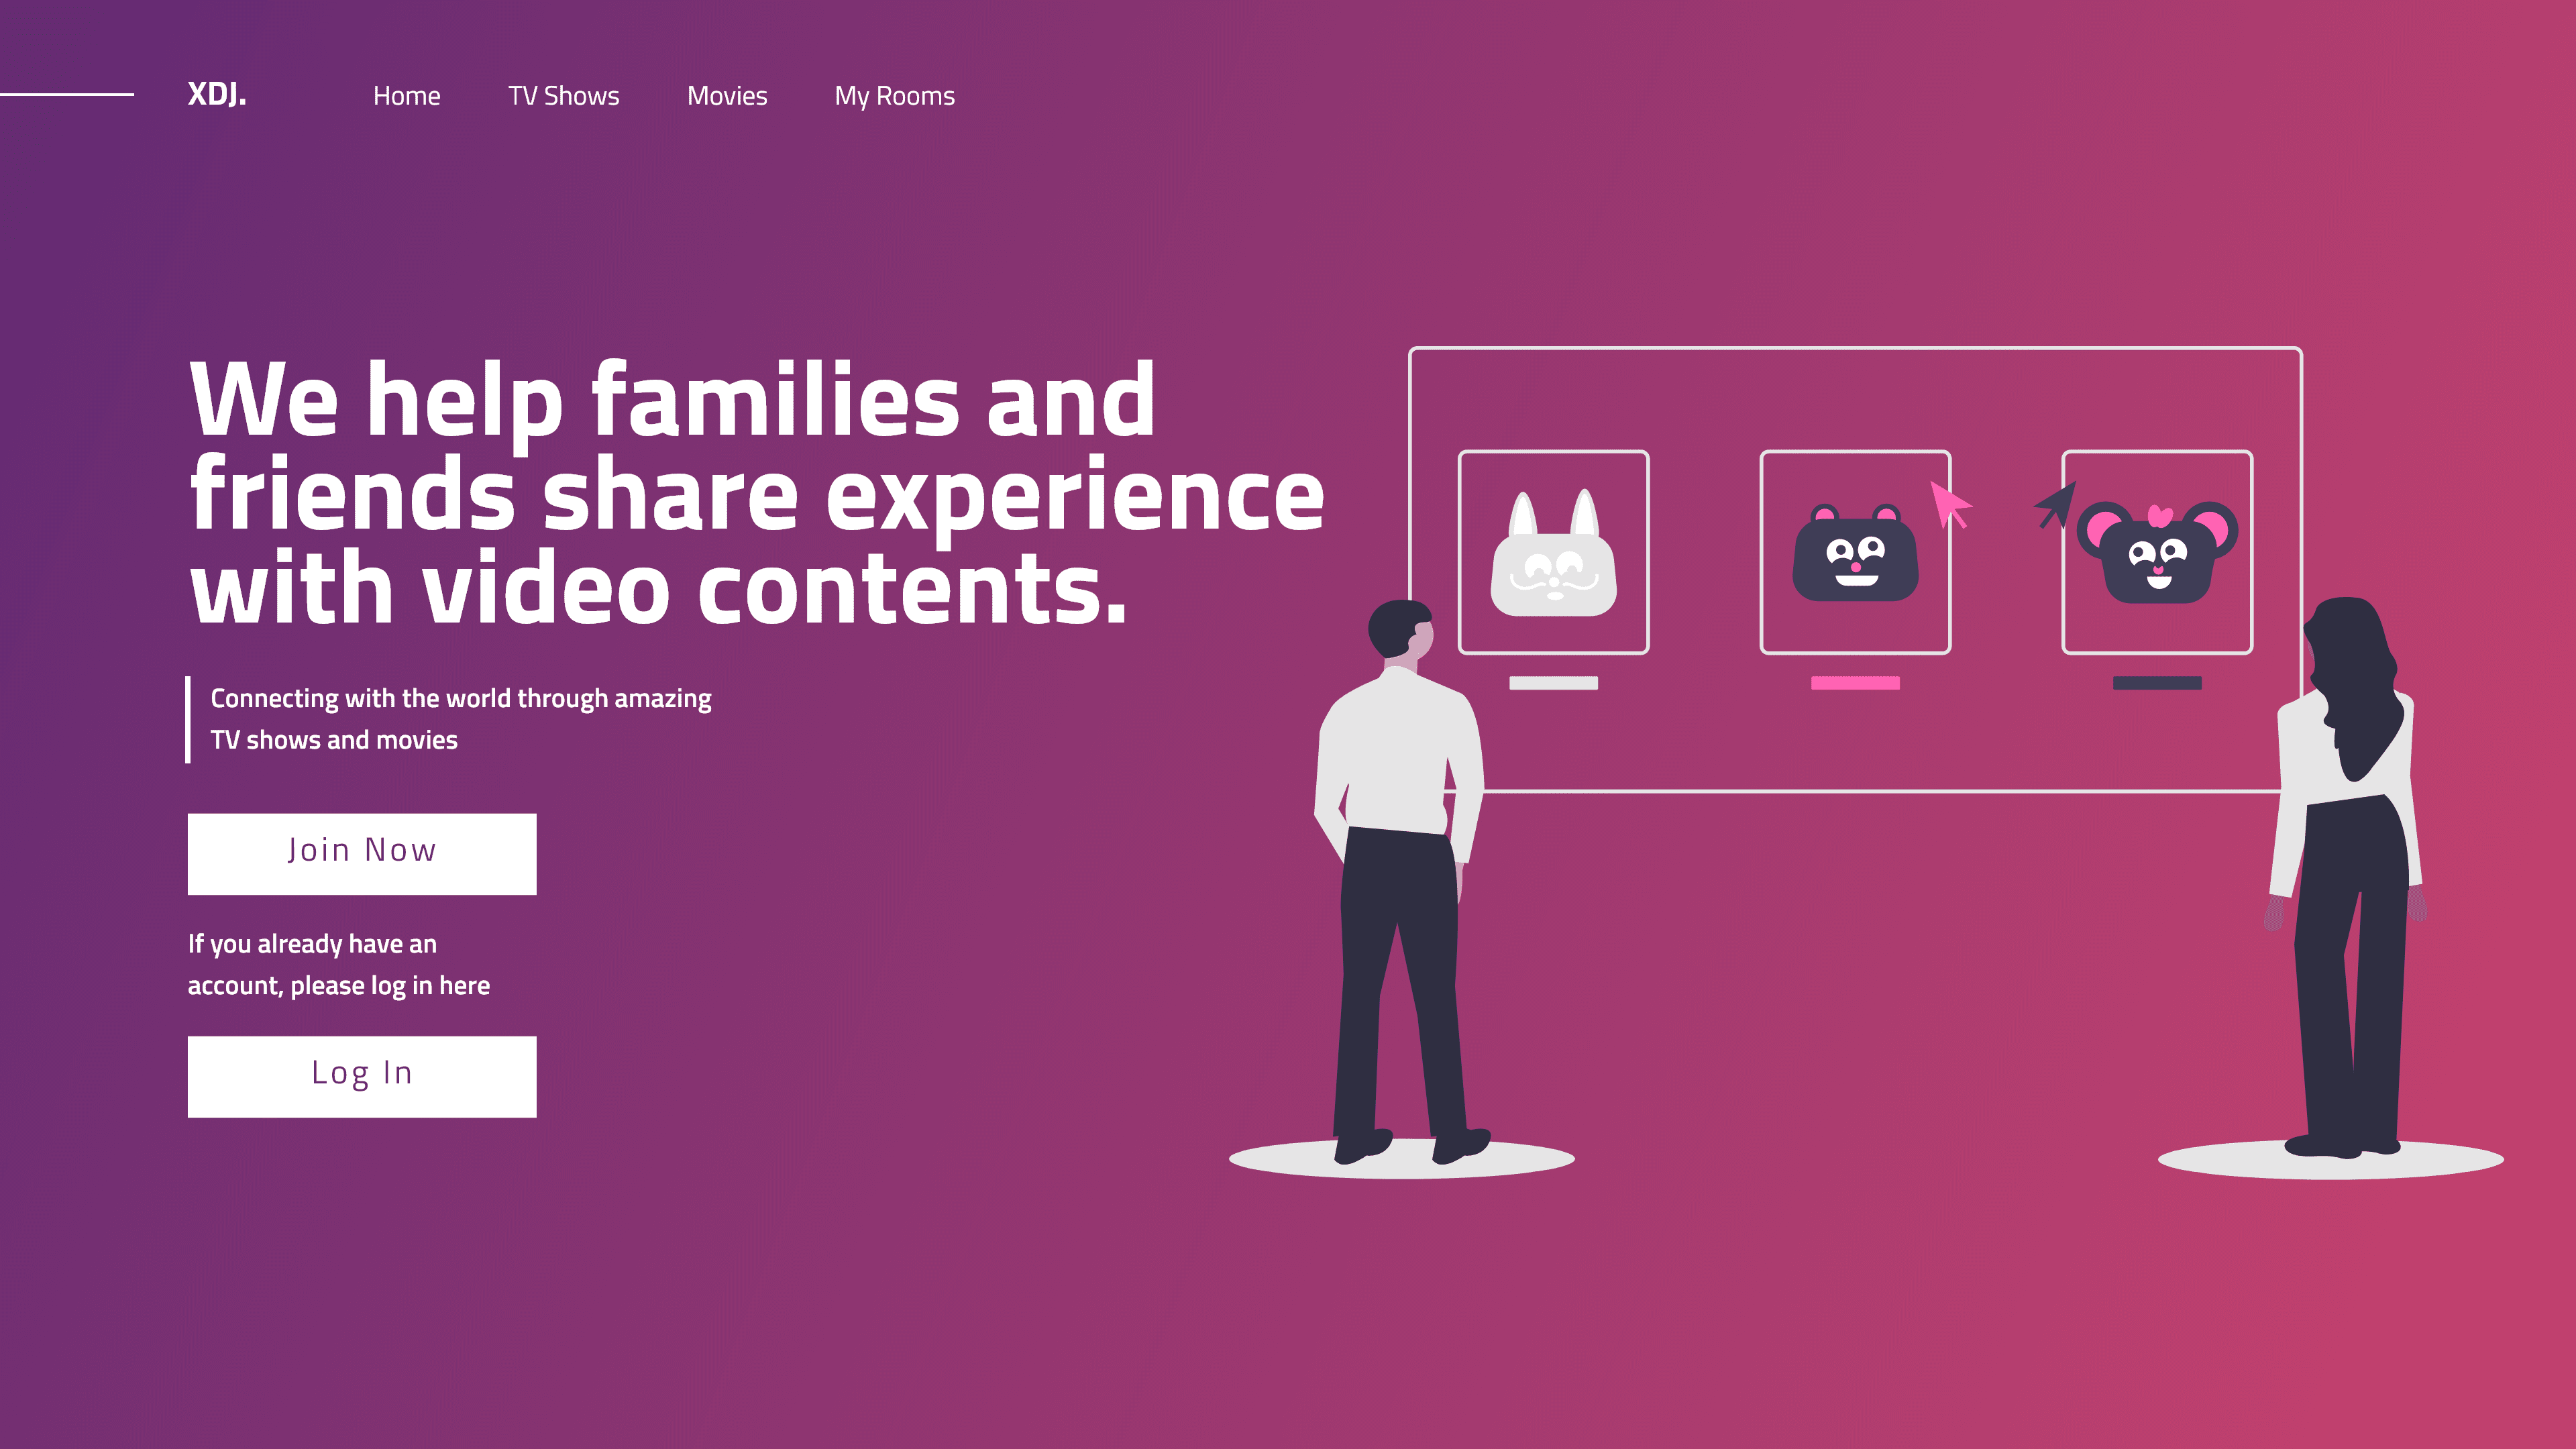 XDJ. Home TV Shows Movies My Rooms
We help families and
friends share experience
with video contents.
Connecting with the world through amazing
TV shows and movies
Join Now
If you already have an
account, please log in here
Log In